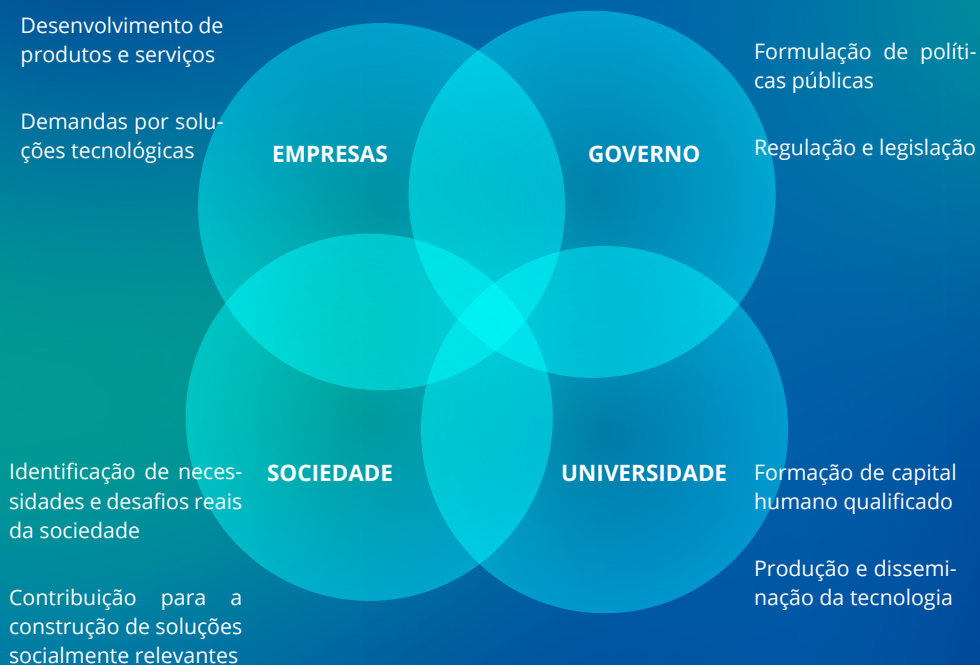 Desenvolvimento de
produtos e serviços
Demandas por solu-
ções tecnológicas
EMPRESAS
GOVERNO
Formulação de políti-
cas públicas
Regulação e legislação
Identificação de neces-
sidades e desafios reais
da sociedade
Contribuição para a
construção de soluções
socialmente relevantes
SOCIEDADE
UNIVERSIDADE
Formação de capital
humano qualificado
Produção e dissemi-
nação da tecnologia